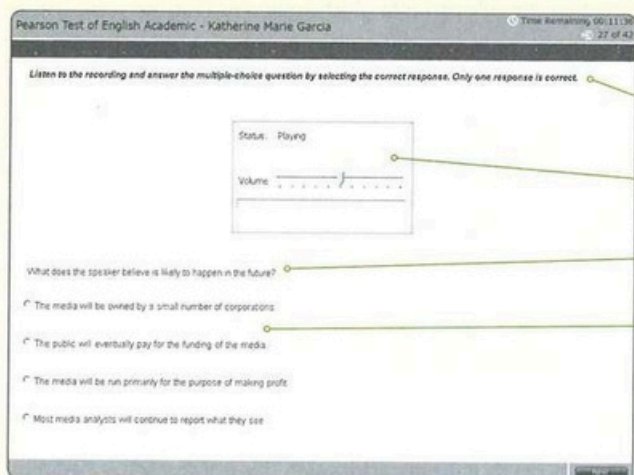 Pearson Test of English Academic - Katherine Marie Garcia
Time Remaining 00:11:36
27 of 42
Listen to the recording and answer the multiple-choice question by selecting the correct response. Only one response is correct.
Status: Playing
Volume
What does the speaker believe is likely to happen in the future?
The media will be owned by a small number of corporations
The public will eventually pay for the funding of the media
The media will be run primarily for the purpose of making profit
Most media analysts will continue to report what they see